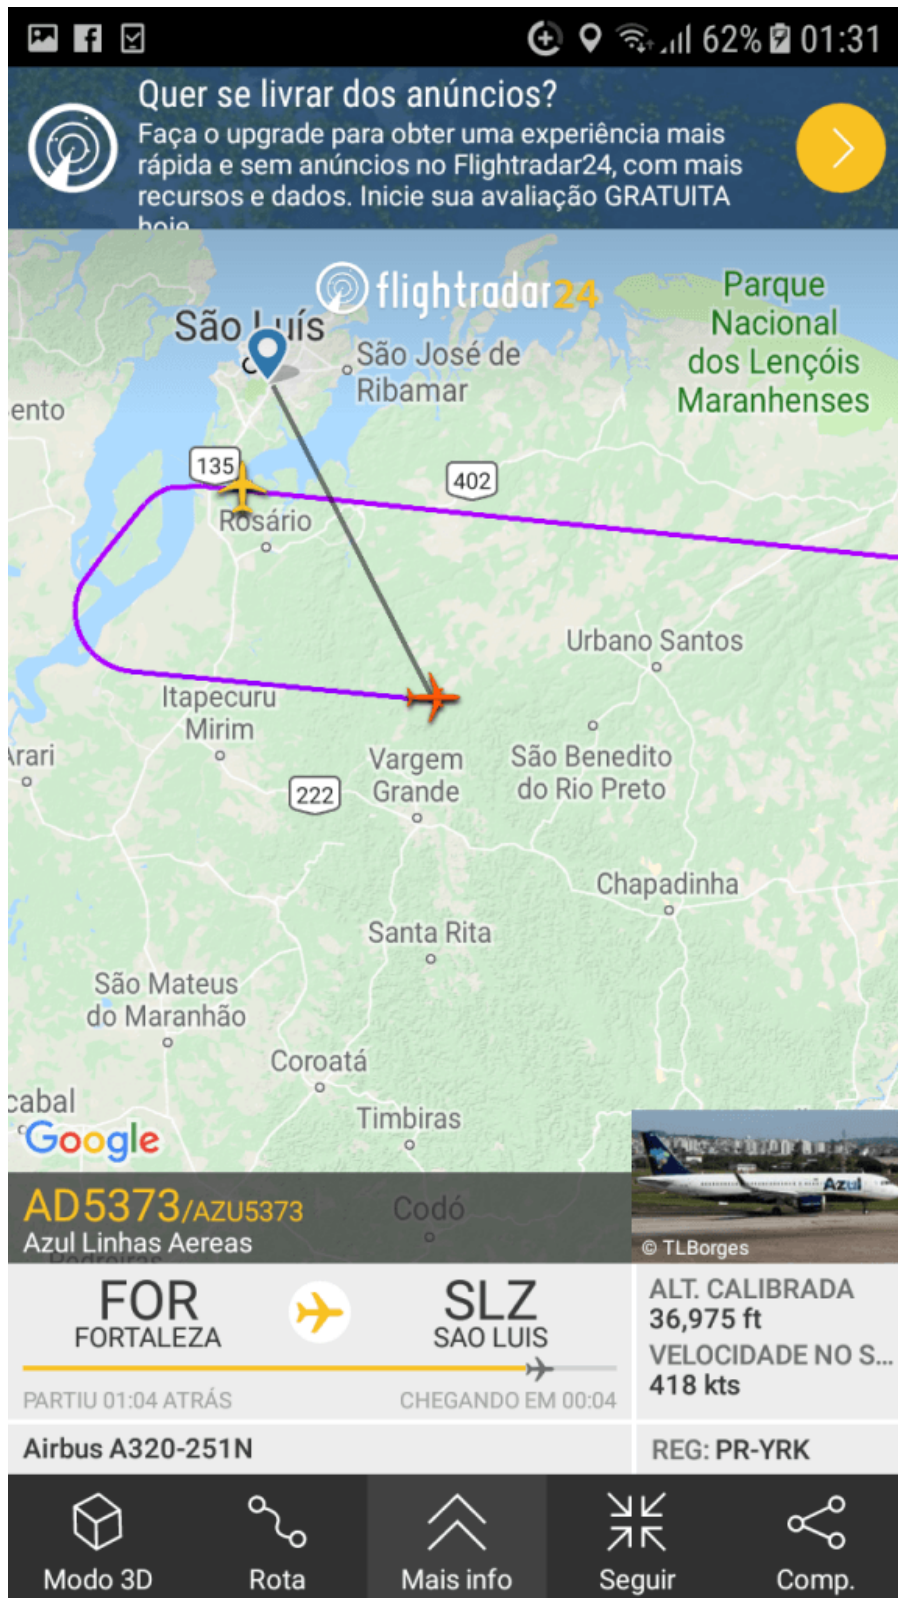 62% 01:31
Quer se livrar dos anúncios?
Faça o upgrade para obter uma experiência mais
rápida e sem anúncios no Flightradar24, com mais
recursos e dados. Inicie sua avaliação GRATUITA
hoje
flightradar24
Parque
Nacional
dos Lençóis
Maranhenses
São Luís
São José de
Ribamar
ento
135
402
Rosário
Urbano Santos
Itapecuru
Mirim
Arari
Vargem
Grande
São Benedito
do Rio Preto
222
Chapadinha
Santa Rita
São Mateus
do Maranhão
Coroatá
cabal
Timbiras
Google
AD5373/AZU5373
Azul Linhas Aereas
Codó
Pedreiras
Azul
© TLBorges
FOR
FORTALEZA
SLZ
SAO LUIS
PARTIU 01:04 ATRÁS
CHEGANDO EM 00:04
ALT. CALIBRADA
36,975 ft
VELOCIDADE NO S...
418 kts
Airbus A320-251N
REG: PR-YRK
Modo 3D
Rota
Mais info
Seguir
Comp.